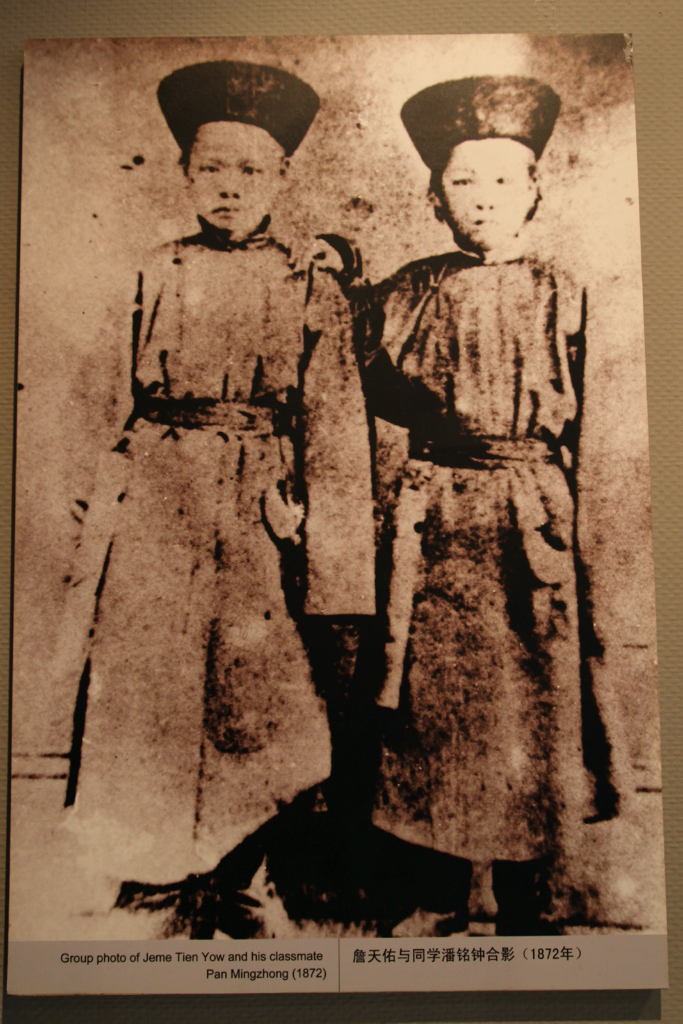 Group photo of Jeme Tien Yow and his classmate
Pan Mingzhong (1872)
詹天佑与同学潘铭钟合影（1872年）